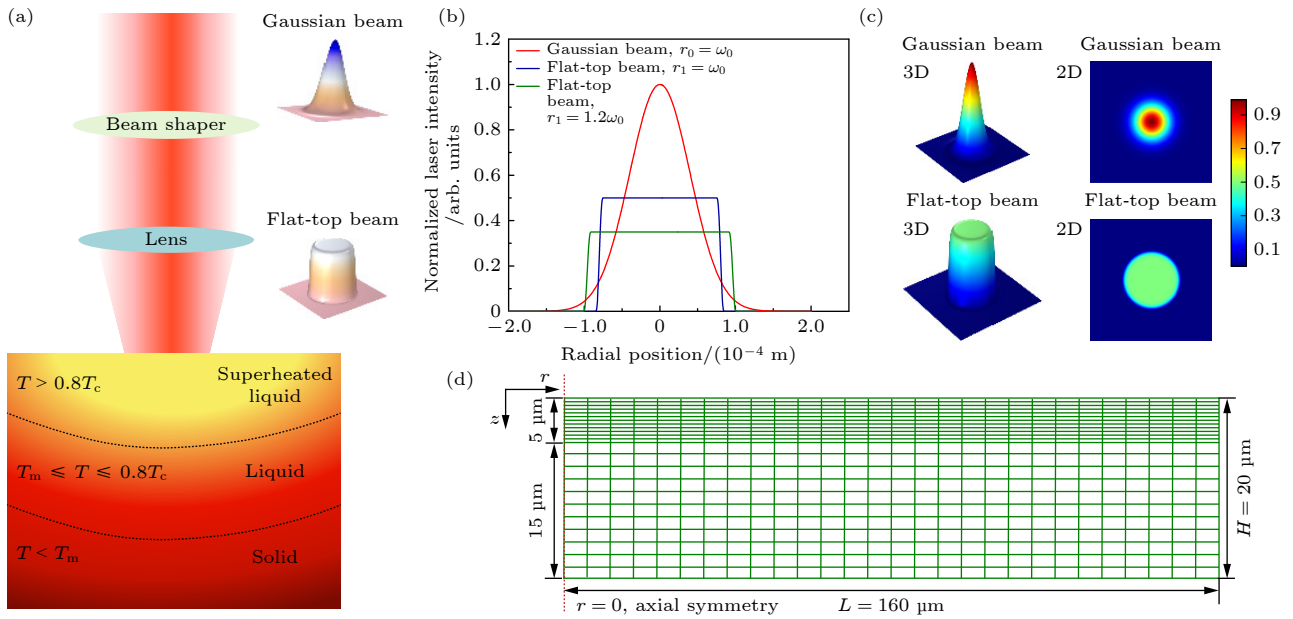 (a)
Gaussian beam
Beam shaper
Flat-top beam
Lens
T > 0.8Tc
Superheated
liquid
Tm ⩽ T ⩽ 0.8Tc
Liquid
T < Tm
Solid
(b)
Normalized laser intensity
/arb. units
1.2
1.0
0.8
0.6
0.4
0.2
0
−2.0
−1.0
0
1.0
2.0
Radial position/(10⁻⁴ m)
Gaussian beam, r₀ = ω₀
Flat-top beam, r₁ = ω₀
Flat-top
beam,
r₁ = 1.2ω₀
(c)
Gaussian beam
Gaussian beam
3D
2D
Flat-top beam
Flat-top beam
3D
2D
0.9
0.7
0.5
0.3
0.1
(d)
r
z
5 μm
15 μm
H = 20 μm
r = 0, axial symmetry
L = 160 μm